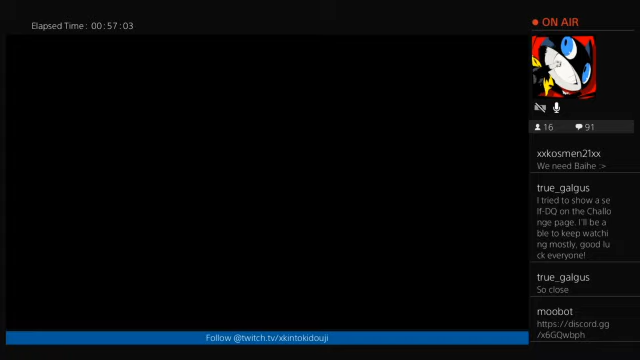 Elapsed Time : 00:57:03
ON AIR
16 91
xxkosmen21xx
We need Baihe :>
true_galgus
I tried to show a se
lf-DQ on the Challo
nge page. I'll be a
ble to keep watchi
ng mostly, good lu
ck everyone!
true_galgus
So close
moobot
https://discord.gg
/x6GQwbph
Follow @twitch.tv/xkintokidouji